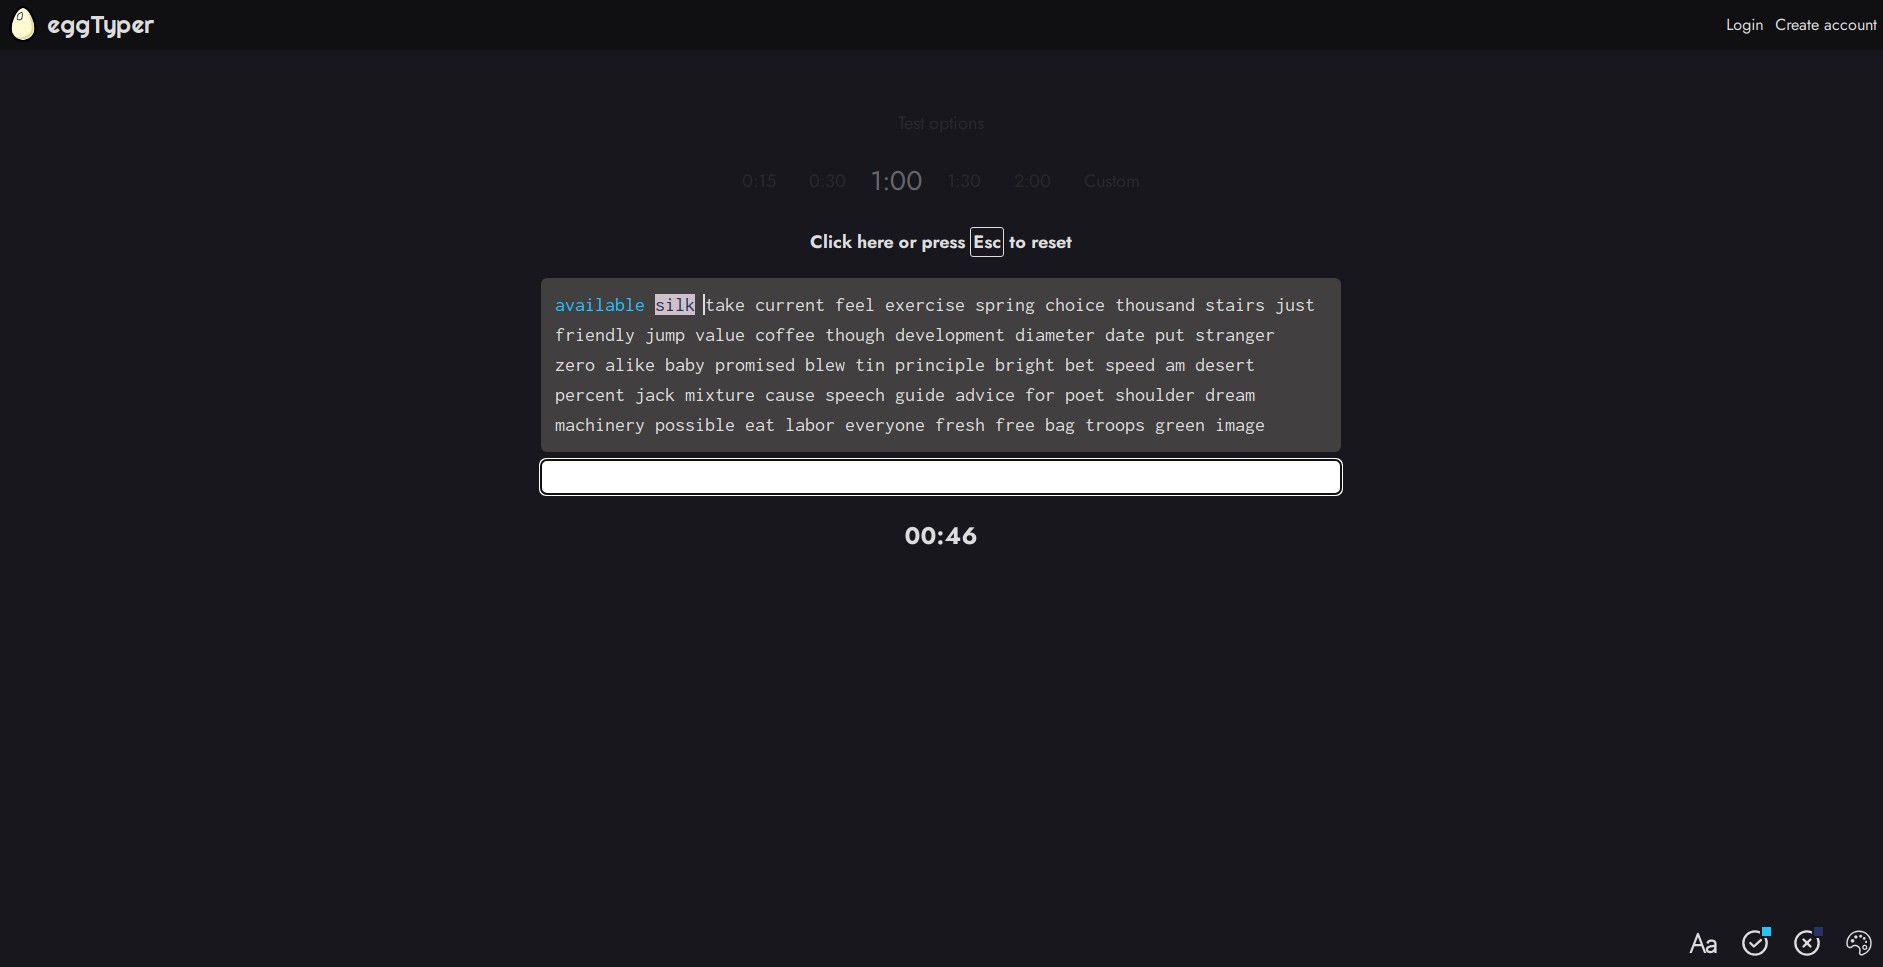 eggTyper
Login Create account
Test options
0:15 0:30 1:00 1:30 2:00 Custom
Click here or press Esc to reset
available silk take current feel exercise spring choice thousand stairs just
friendly jump value coffee though development diameter date put stranger
zero alike baby promised blew tin principle bright bet speed am desert
percent jack mixture cause speech guide advice for poet shoulder dream
machinery possible eat labor everyone fresh free bag troops green image
00:46
Aa